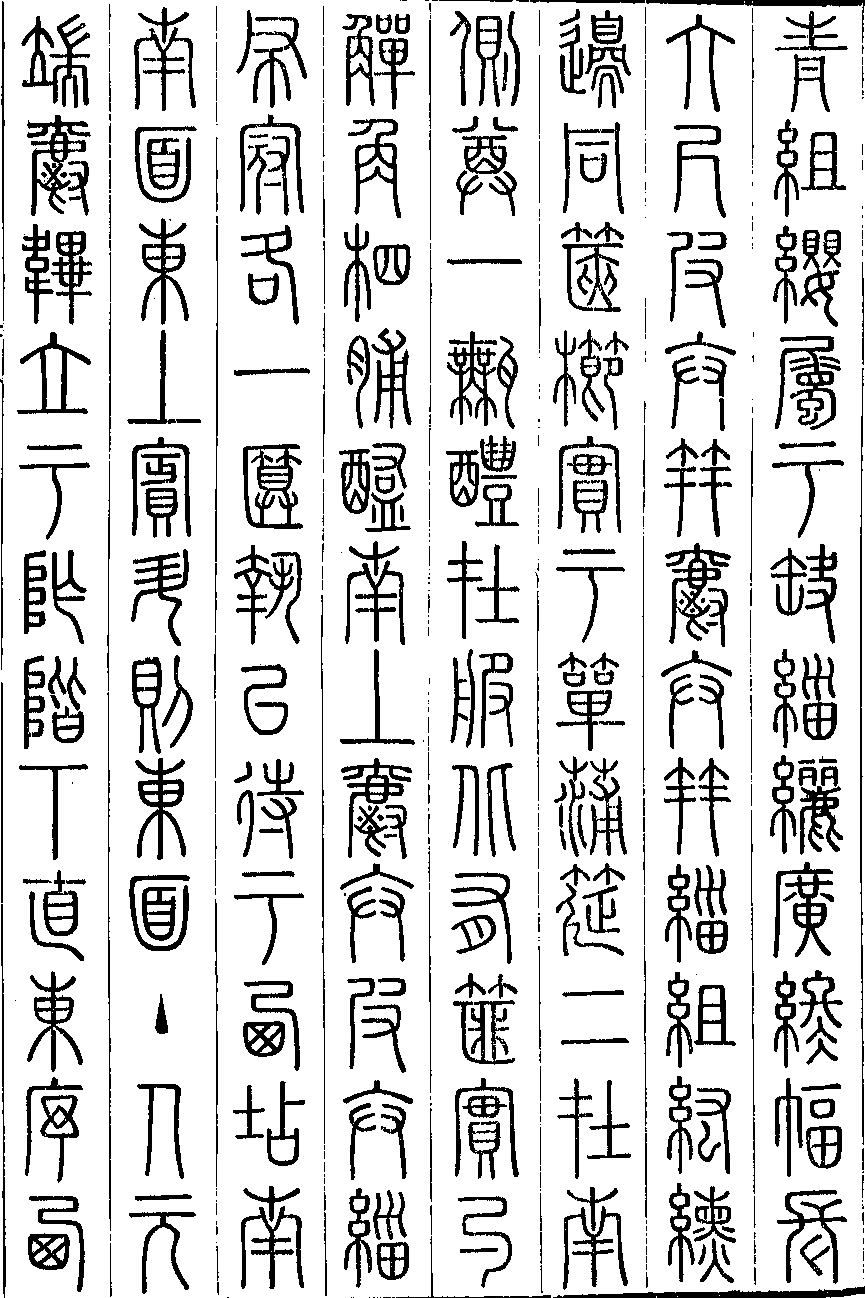 青組纓屬于缺緇纚廣終幅長
六尺皮弁笄爵弁笄緇組紘纁
邊同篋櫛實于簞蒲筵二在南
側尊一甒醴在服北有篚實勺
觶角柶脯醢南上爵弁皮弁緇
布冠各一匴執以待于西坫南
南面東上賓升則東面主人玄
端爵韠立于阼階下直東序西